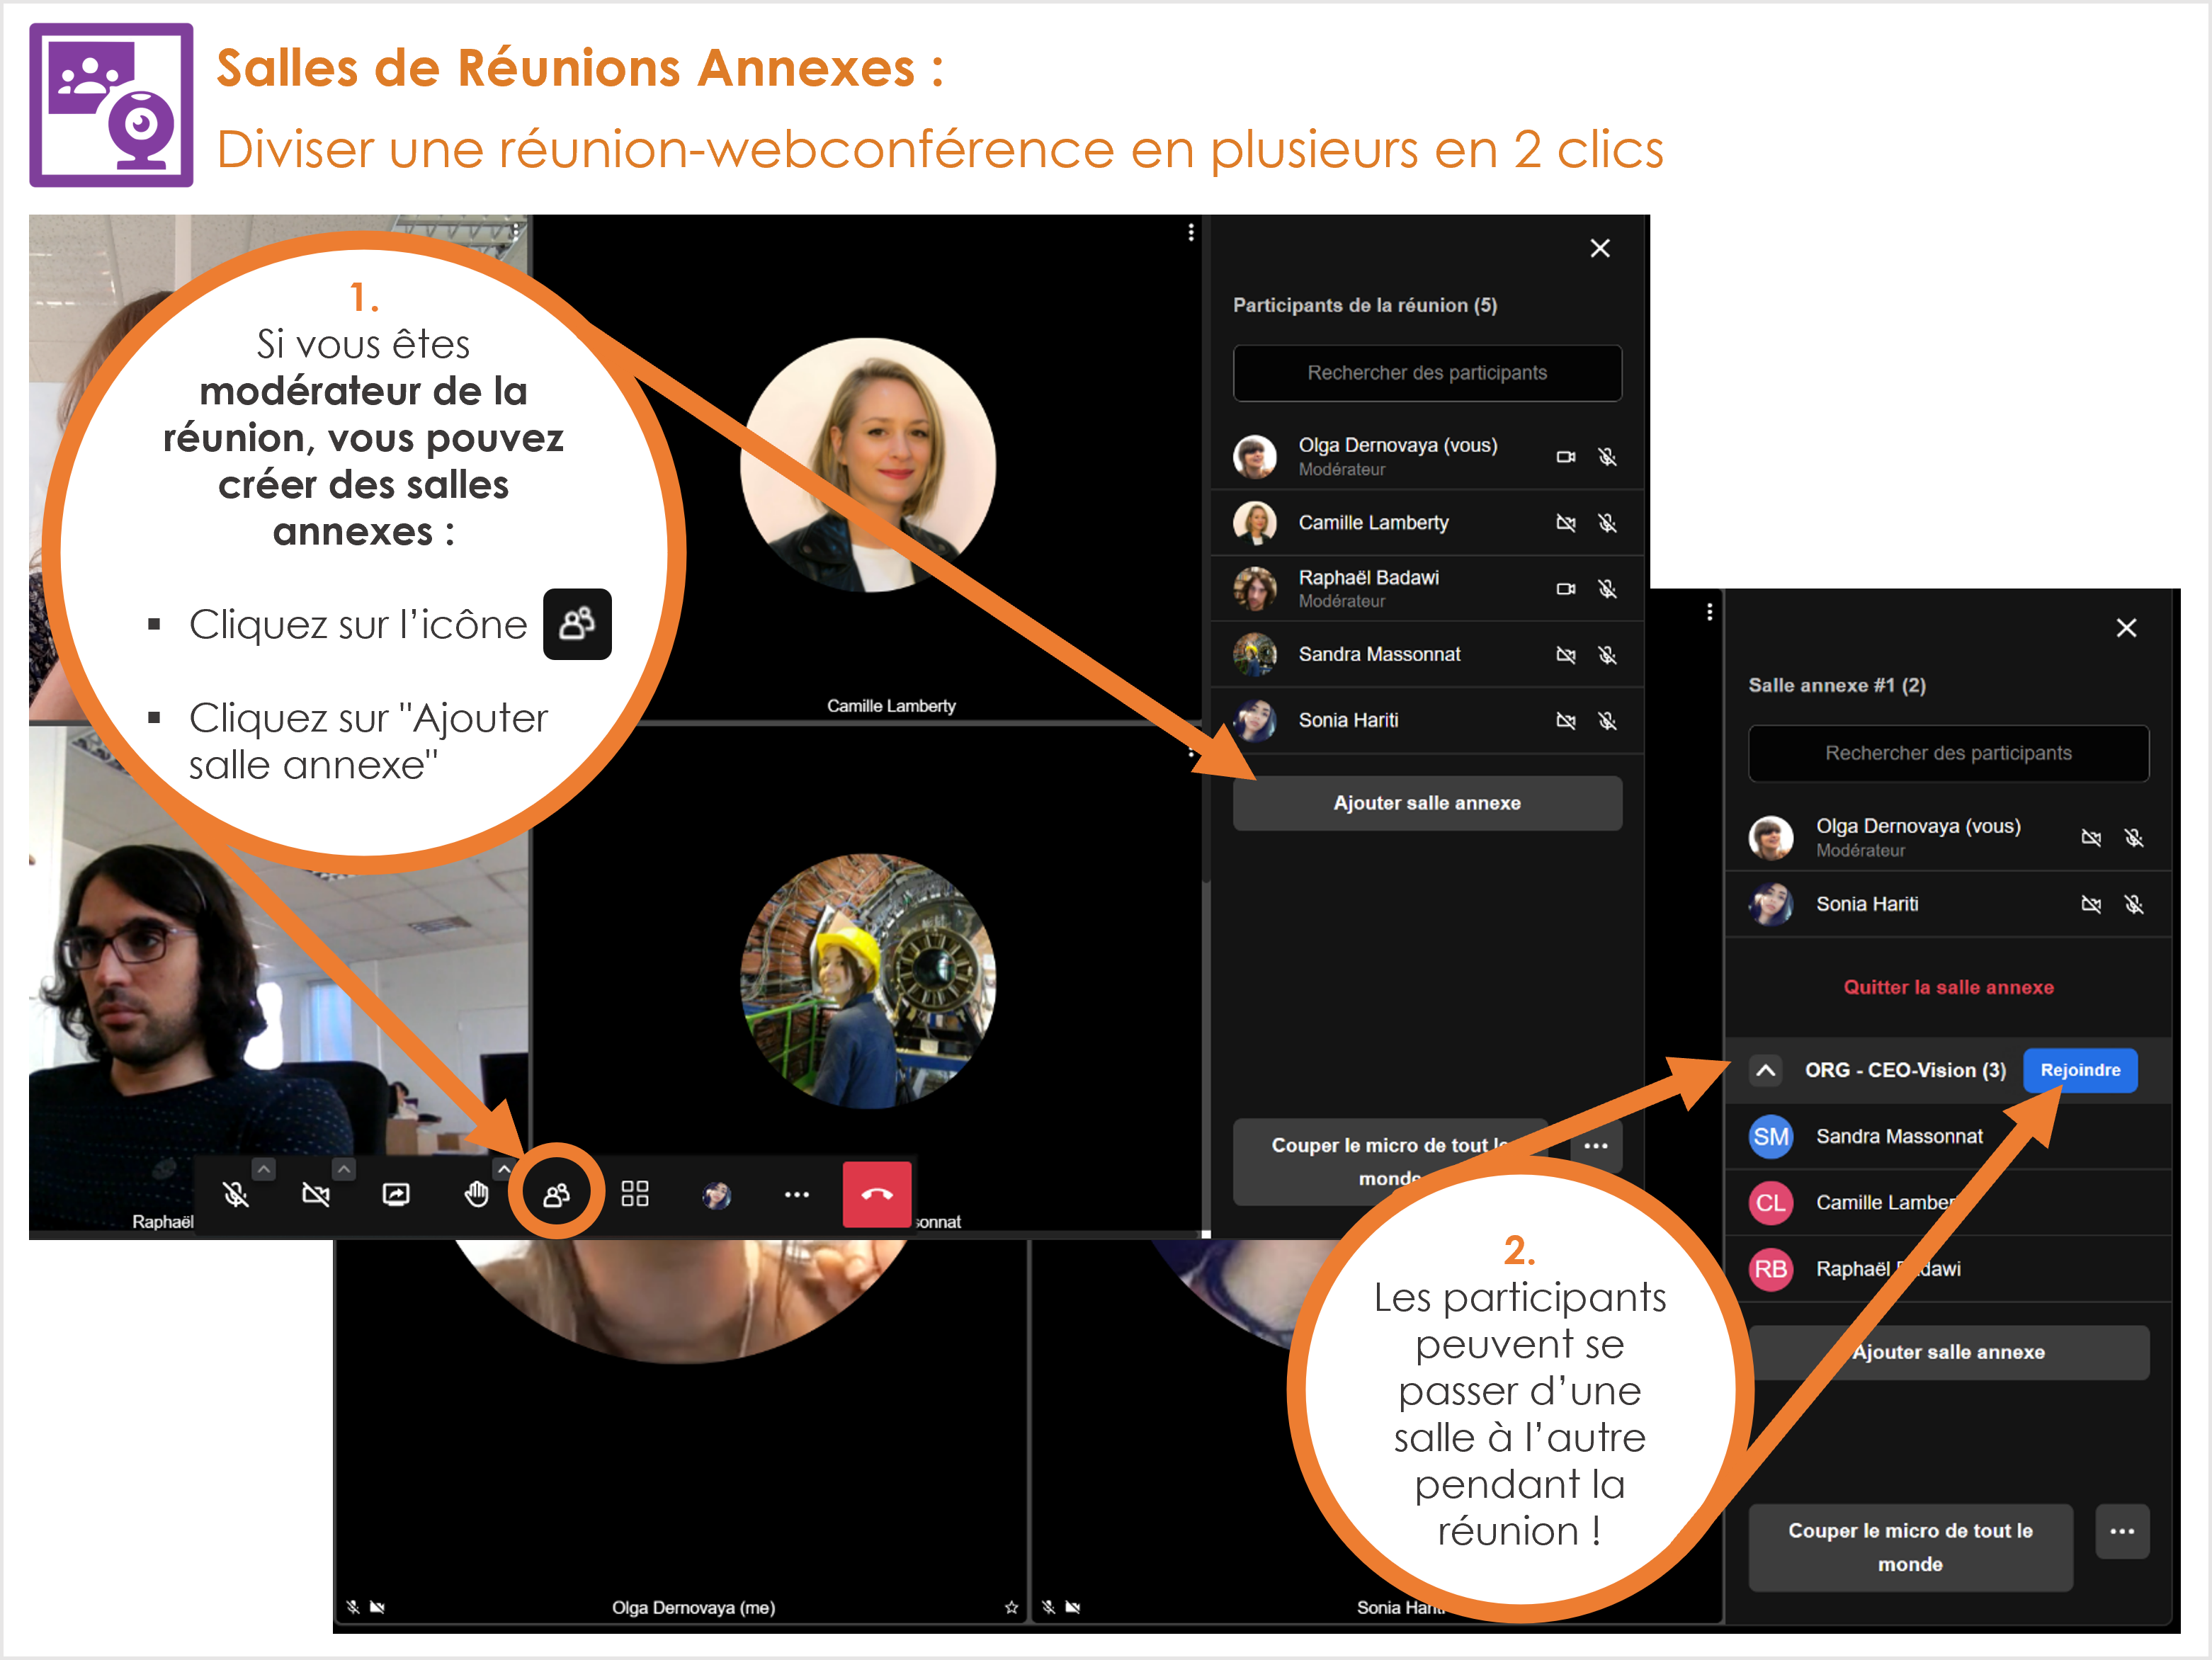 Salles de Réunions Annexes :
Diviser une réunion-webconférence en plusieurs en 2 clics
1.
Si vous êtes
modérateur de la
réunion, vous pouvez
créer des salles
annexes :
▪ Cliquez sur l’icône
▪ Cliquez sur "Ajouter
salle annexe"
Camille Lamberty
Raphaël
sonnat
Participants de la réunion (5)
Rechercher des participants
Olga Dernovaya (vous)
Modérateur
Camille Lamberty
Raphaël Badawi
Modérateur
Sandra Massonnat
Sonia Hariti
Ajouter salle annexe
Couper le micro de tout le
monde
Salle annexe #1 (2)
Rechercher des participants
Olga Dernovaya (vous)
Modérateur
Sonia Hariti
Quitter la salle annexe
ORG - CEO-Vision (3)
Rejoindre
SM Sandra Massonnat
CL Camille Lamber
RB Raphaël Badawi
Ajouter salle annexe
Couper le micro de tout le
monde
2.
Les participants
peuvent se
passer d’une
salle à l’autre
pendant la
réunion !
Olga Dernovaya (me)
Sonia Hariti